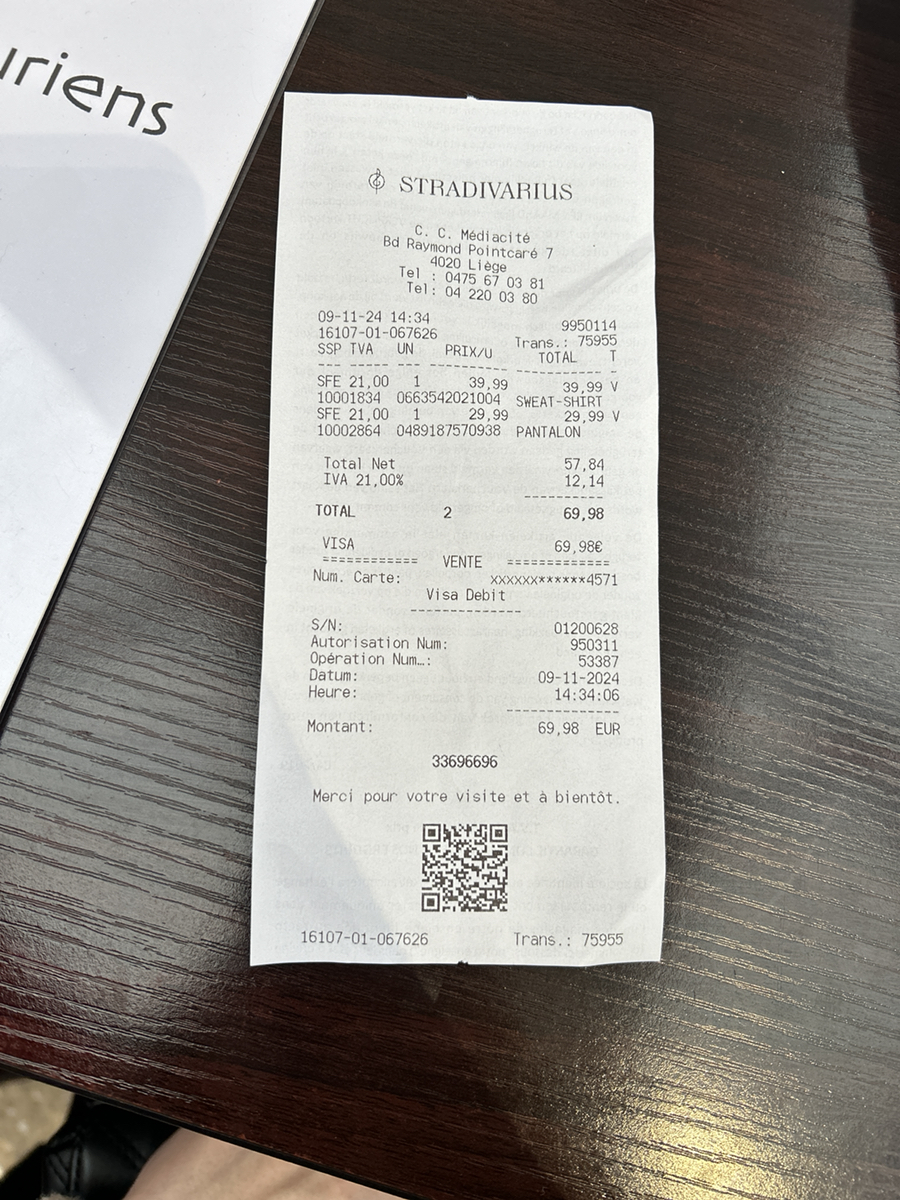 uriens
STRADIVARIUS
C. C. Médiacité
Bd Raymond Pointcaré 7
4020 Liège
Tel : 0475 67 03 81
Tel: 04 220 03 80
09-11-24 14:34 9950114
16107-01-067626 Trans.: 75955
SSP TVA UN PRIX/U TOTAL T
--- ----- --- --------- ---------- -
SFE 21,00 1 39,99 39,99 V
10001834 0663542021004 SWEAT-SHIRT
SFE 21,00 1 29,99 29,99 V
10002864 0489187570938 PANTALON
Total Net 57,84
IVA 21,00% 12,14
----------
TOTAL 2 69,98
VISA 69,98€
============ VENTE =============
Num. Carte: XXXXXX******4571
Visa Debit
--------------
S/N: 01200628
Autorisation Num: 950311
Opération Num…: 53387
Datum: 09-11-2024
Heure: 14:34:06
--------------
Montant: 69,98 EUR
33696696
Merci pour votre visite et à bientôt.
16107-01-067626 Trans.: 75955